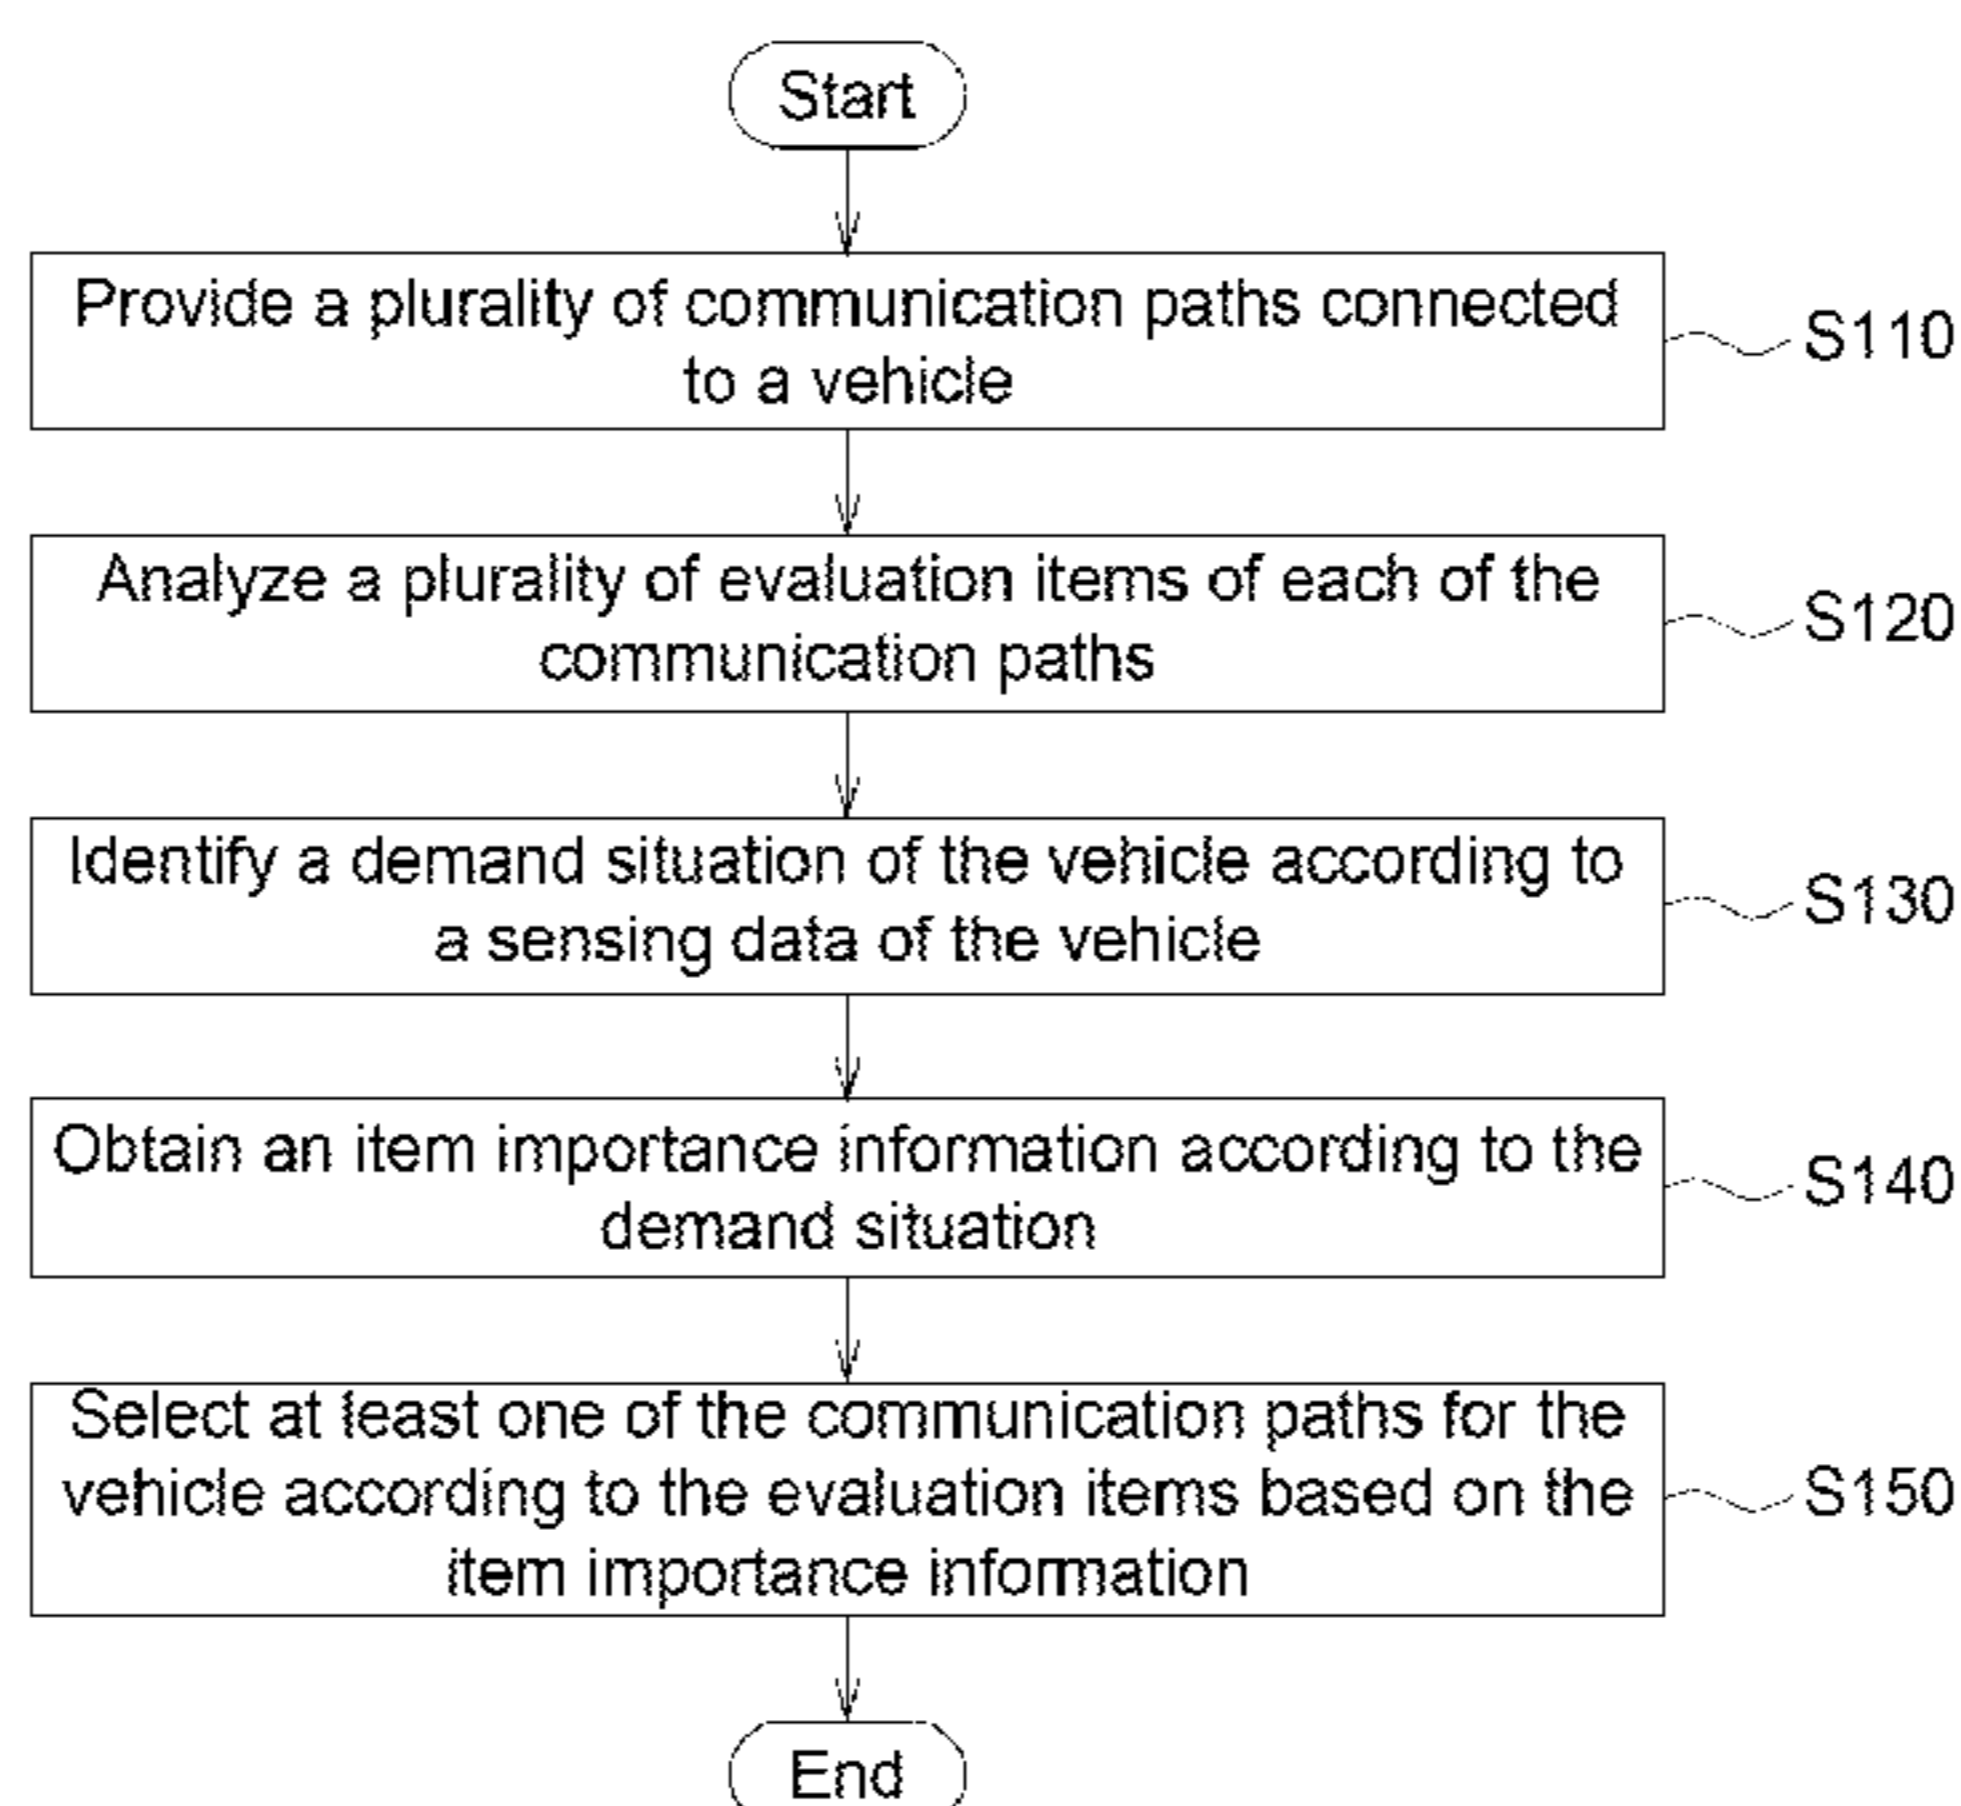 Start
Provide a plurality of communication paths connected
to a vehicle
S110
Analyze a plurality of evaluation items of each of the
communication paths
S120
Identify a demand situation of the vehicle according to
a sensing data of the vehicle
S130
Obtain an item importance information according to the
demand situation
S140
Select at least one of the communication paths for the
vehicle according to the evaluation items based on the
item importance information
S150
End